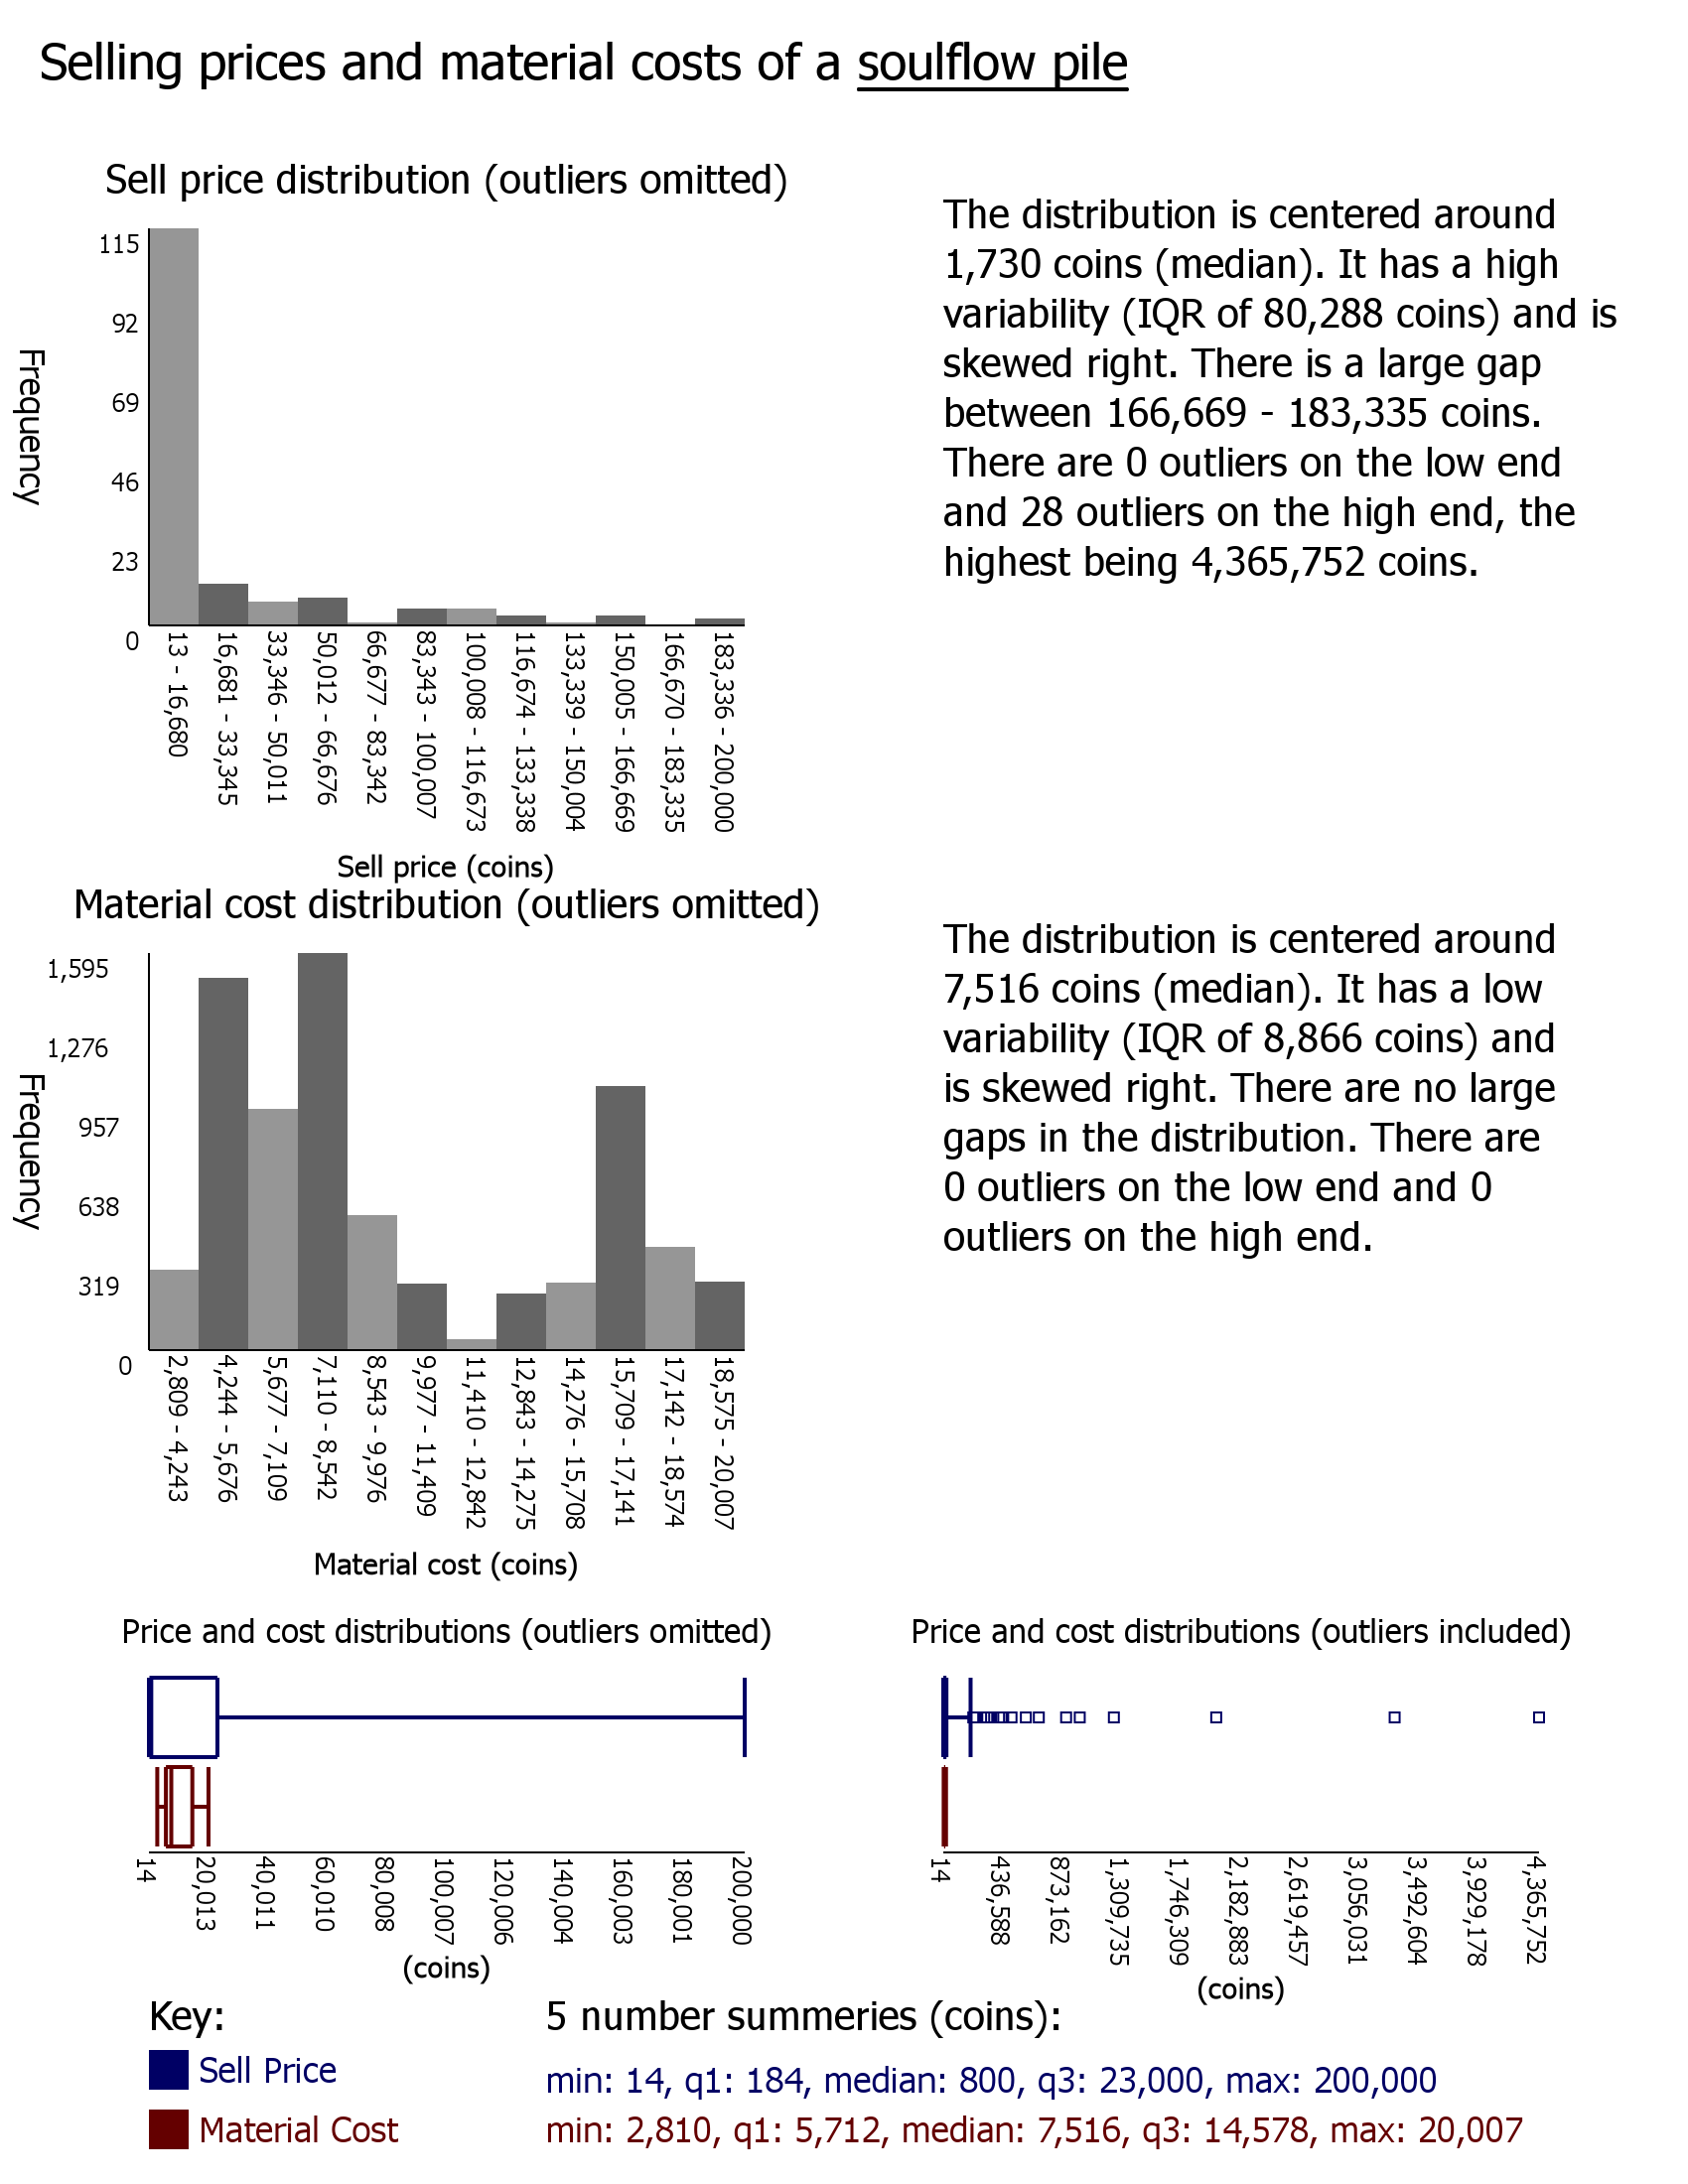 Selling prices and material costs of a soulflow pile
Sell price distribution (outliers omitted)
115
92
69
46
23
0
Frequency
13 - 16,680
16,681 - 33,345
33,346 - 50,011
50,012 - 66,676
66,677 - 83,342
83,343 - 100,007
100,008 - 116,673
116,674 - 133,338
133,339 - 150,004
150,005 - 166,669
166,670 - 183,335
183,336 - 200,000
Sell price (coins)
The distribution is centered around
1,730 coins (median). It has a high
variability (IQR of 80,288 coins) and is
skewed right. There is a large gap
between 166,669 - 183,335 coins.
There are 0 outliers on the low end
and 28 outliers on the high end, the
highest being 4,365,752 coins.
Material cost distribution (outliers omitted)
1,595
1,276
957
638
319
0
Frequency
2,809 - 4,243
4,244 - 5,676
5,677 - 7,109
7,110 - 8,542
8,543 - 9,976
9,977 - 11,409
11,410 - 12,842
12,843 - 14,275
14,276 - 15,708
15,709 - 17,141
17,142 - 18,574
18,575 - 20,007
Material cost (coins)
The distribution is centered around
7,516 coins (median). It has a low
variability (IQR of 8,866 coins) and
is skewed right. There are no large
gaps in the distribution. There are
0 outliers on the low end and 0
outliers on the high end.
Price and cost distributions (outliers omitted)
14
20,013
40,011
60,010
80,008
100,007
120,006
140,004
160,003
180,001
200,000
(coins)
Price and cost distributions (outliers included)
14
436,588
873,162
1,309,735
1,746,309
2,182,883
2,619,457
3,056,031
3,492,604
3,929,178
4,365,752
(coins)
Key:
Sell Price
Material Cost
5 number summeries (coins):
min: 14, q1: 184, median: 800, q3: 23,000, max: 200,000
min: 2,810, q1: 5,712, median: 7,516, q3: 14,578, max: 20,007